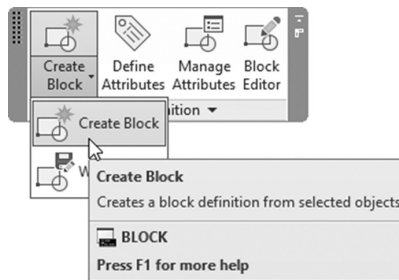 Create
Block
Define
Attributes
Manage
Attributes
Block
Editor
ition
Create Block
W
Create Block
Creates a block definition from selected objects
BLOCK
Press F1 for more help